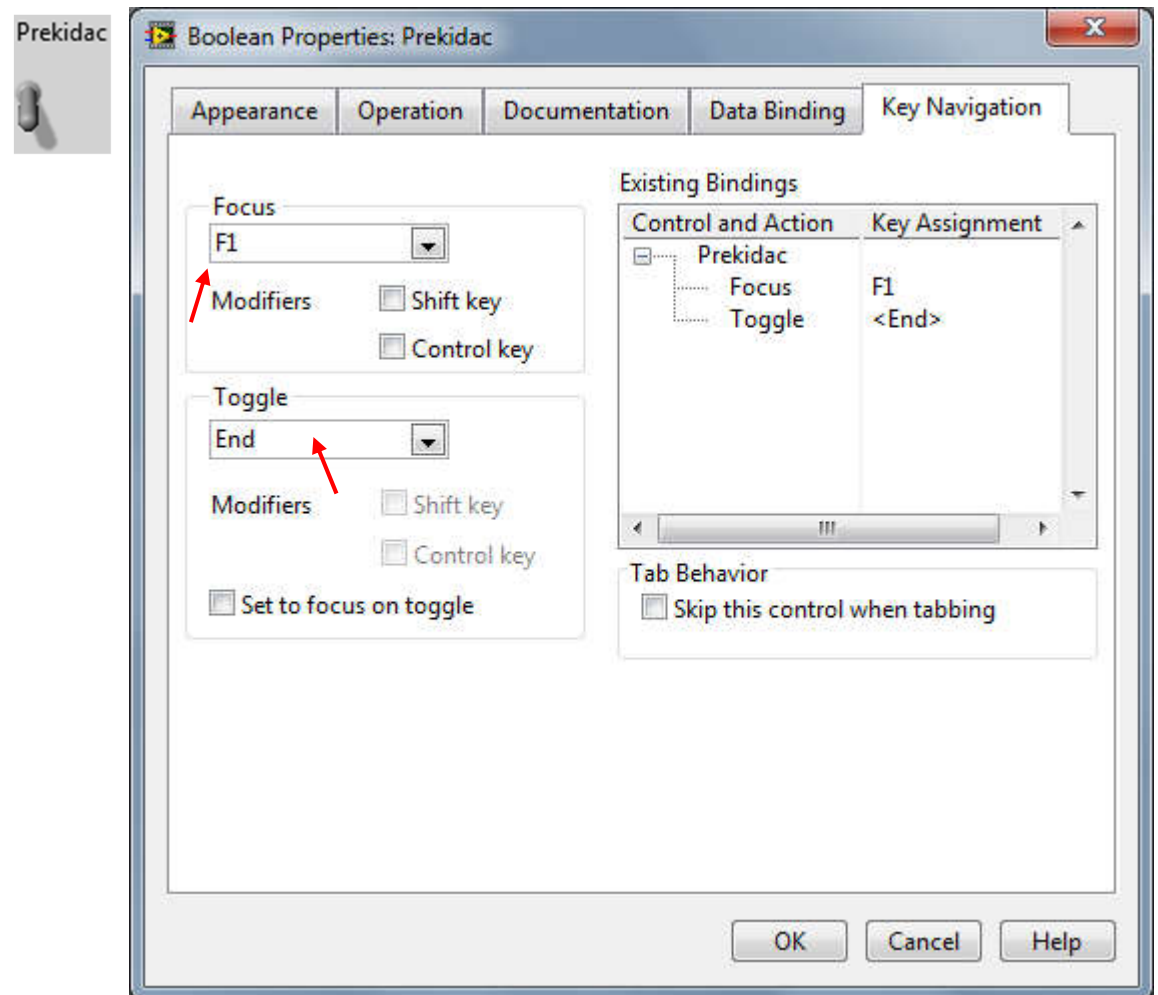 Prekidac
Boolean Properties: Prekidac
Appearance Operation Documentation Data Binding Key Navigation
Focus
F1
Modifiers Shift key
Control key
Toggle
End
Modifiers Shift key
Control key
Set to focus on toggle
Existing Bindings
Control and Action Key Assignment
Prekidac
Focus F1
Toggle <End>
Tab Behavior
Skip this control when tabbing
OK Cancel Help